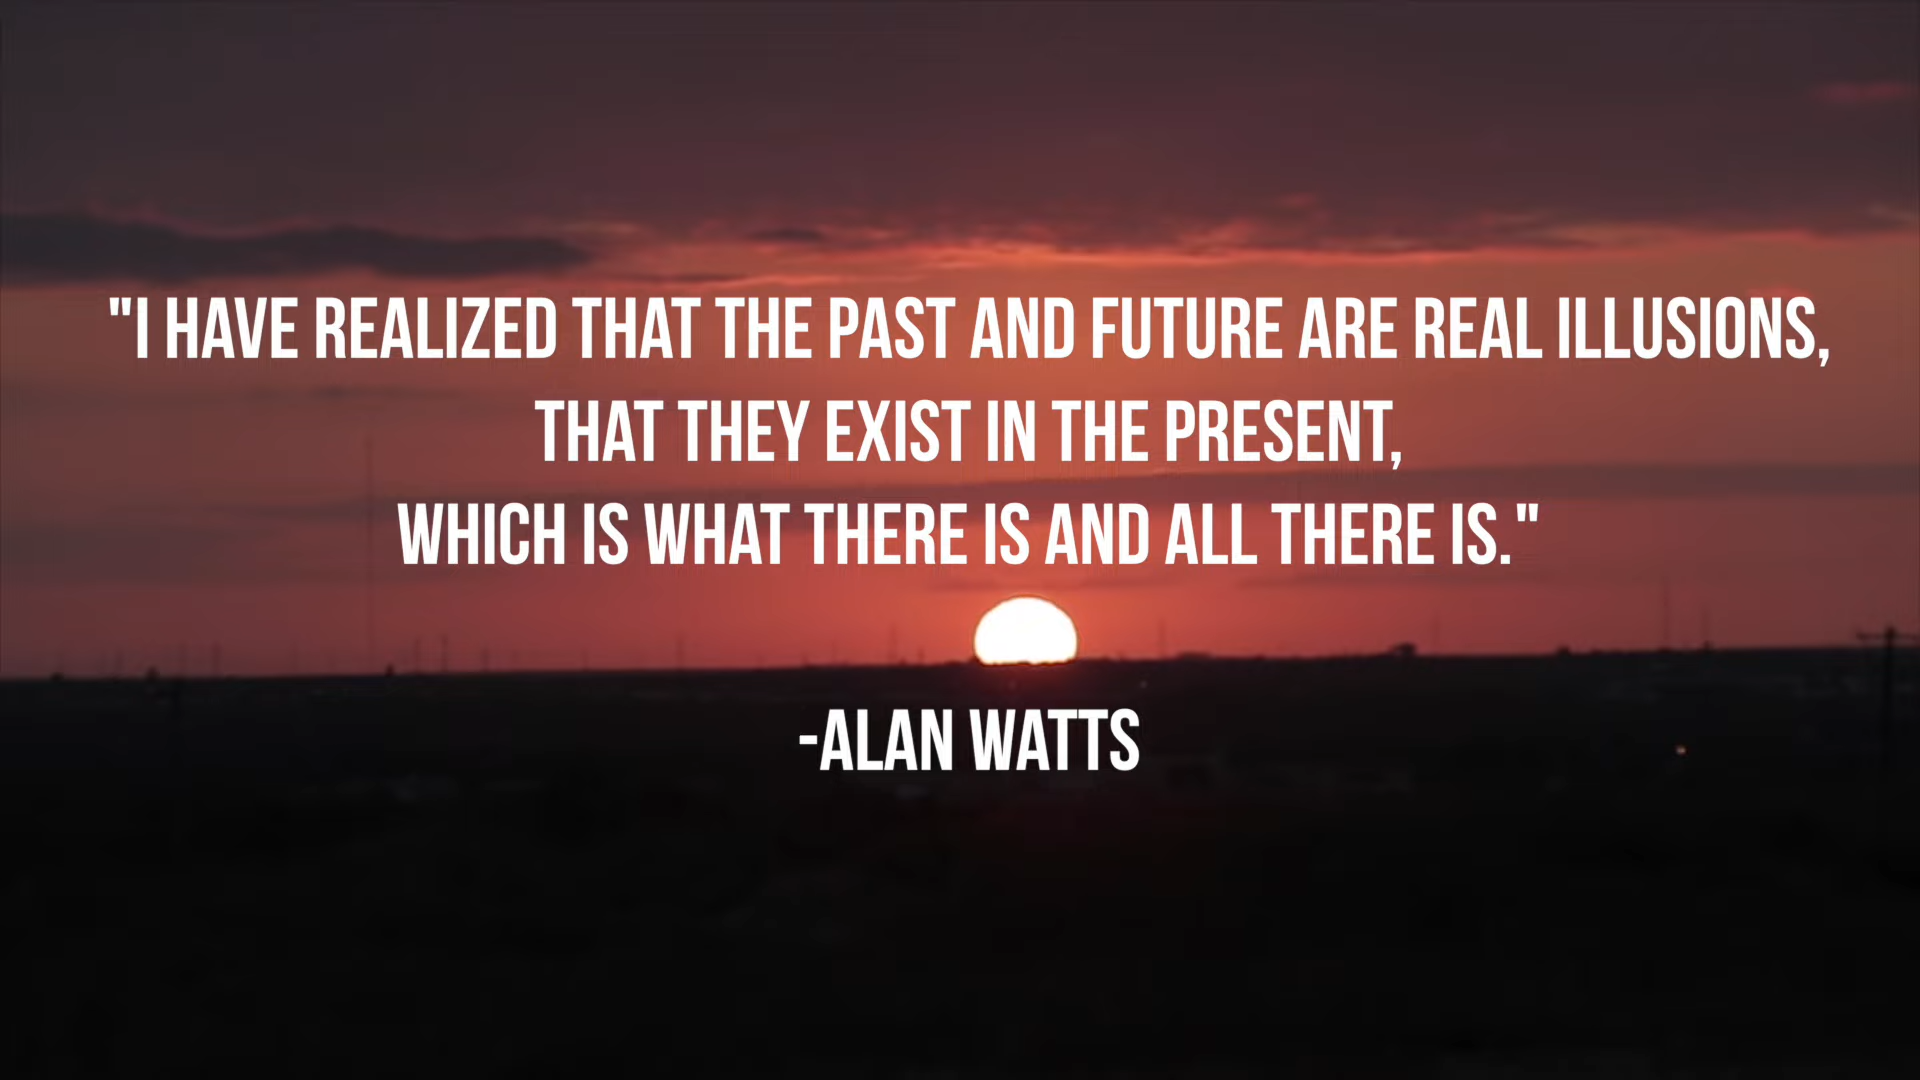 "I HAVE REALIZED THAT THE PAST AND FUTURE ARE REAL ILLUSIONS,
THAT THEY EXIST IN THE PRESENT,
WHICH IS WHAT THERE IS AND ALL THERE IS."
-ALAN WATTS